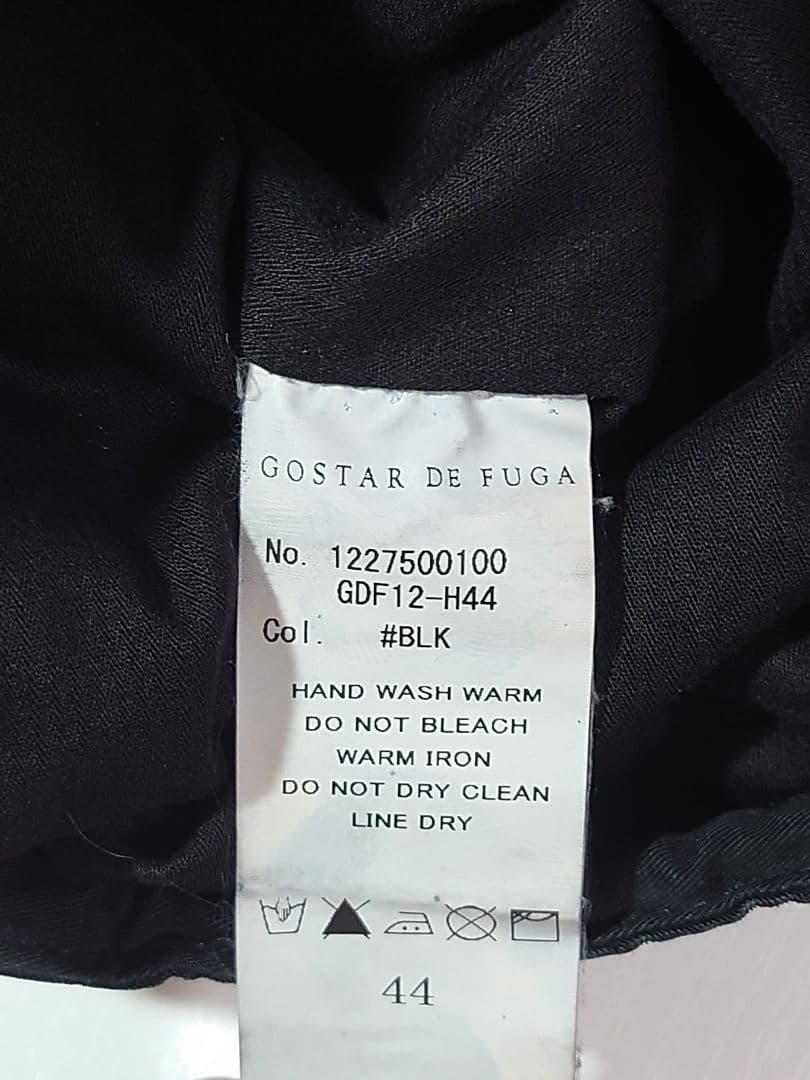 GOSTAR DE FUGA
No. 1227500100
GDF12-H44
Col. #BLK
HAND WASH WARM
DO NOT BLEACH
WARM IRON
DO NOT DRY CLEAN
LINE DRY
44